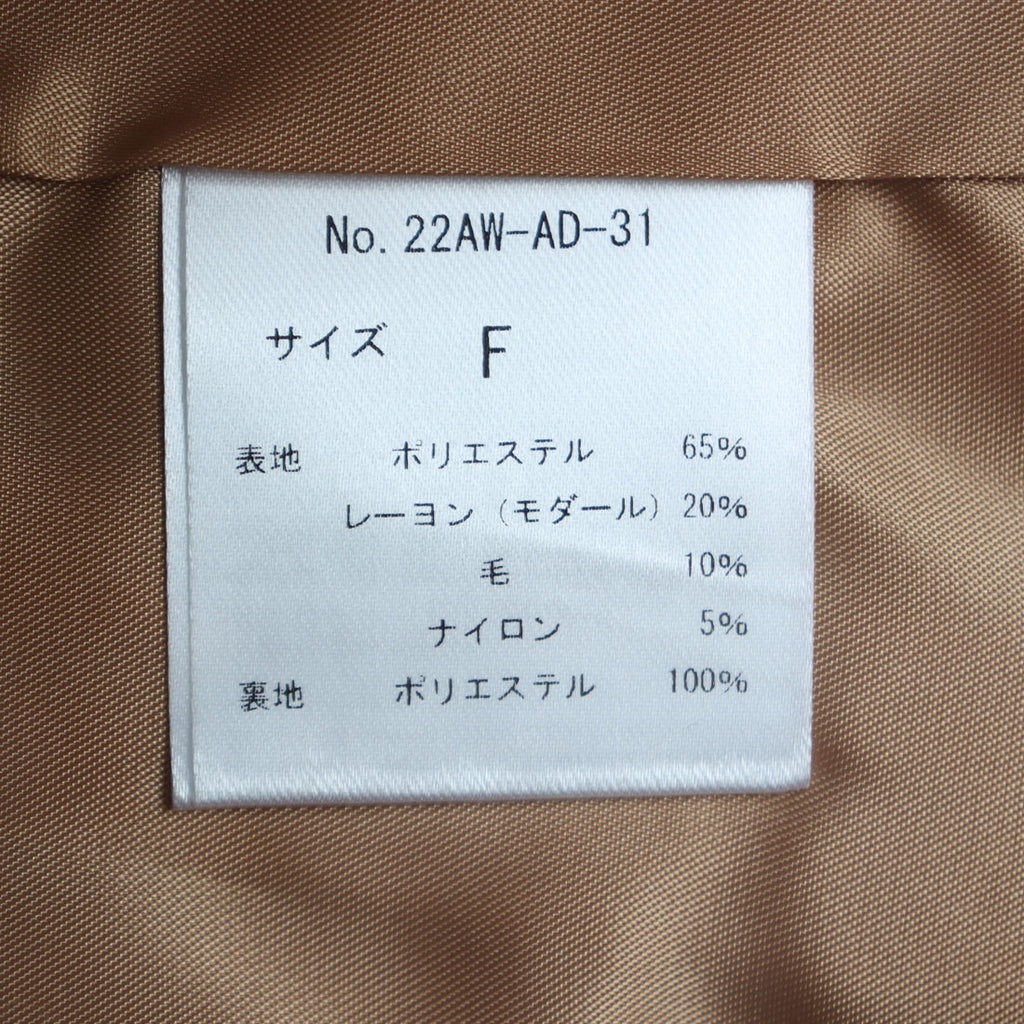 No. 22AW-AD-31
サイズ F
表地 ポリエステル 65%
レーヨン（モダール） 20%
毛 10%
ナイロン 5%
裏地 ポリエステル 100%